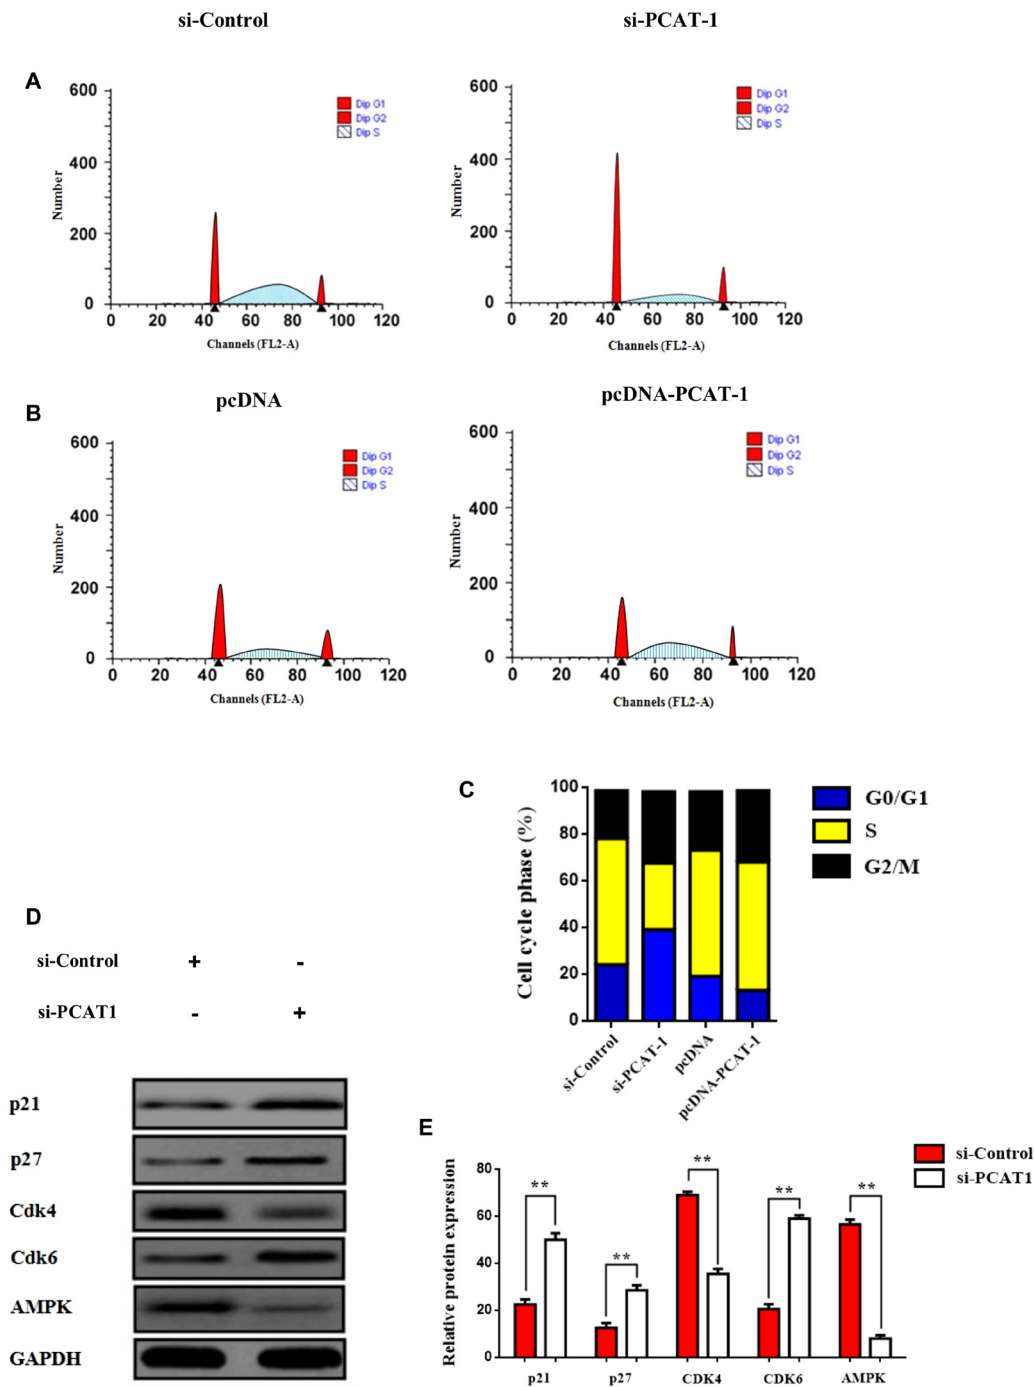 si-Control
si-PCAT-1
A
600
400
200
0
Number
0 20 40 60 80 100 120
Channels (FL2-A)
Dip G1
Dip G2
Dip S
600
400
200
0
Number
0 20 40 60 80 100 120
Channels (FL2-A)
Dip G1
Dip G2
Dip S
B
pcDNA
pcDNA-PCAT-1
600
400
200
0
Number
0 20 40 60 80 100 120
Channels (FL2-A)
Dip G1
Dip G2
Dip S
600
400
200
0
Number
0 20 40 60 80 100 120
Channels (FL2-A)
Dip G1
Dip G2
Dip S
C
Cell cycle phase (%)
100
80
60
40
20
0
si-Control
si-PCAT-1
pcDNA
pcDNA-PCAT-1
G0/G1
S
G2/M
D
si-Control + -
si-PCAT1 - +
p21
p27
Cdk4
Cdk6
AMPK
GAPDH
E
Relative protein expression
80
60
40
20
0
** ** ** ** **
p21 p27 CDK4 CDK6 AMPK
si-Control
si-PCAT1